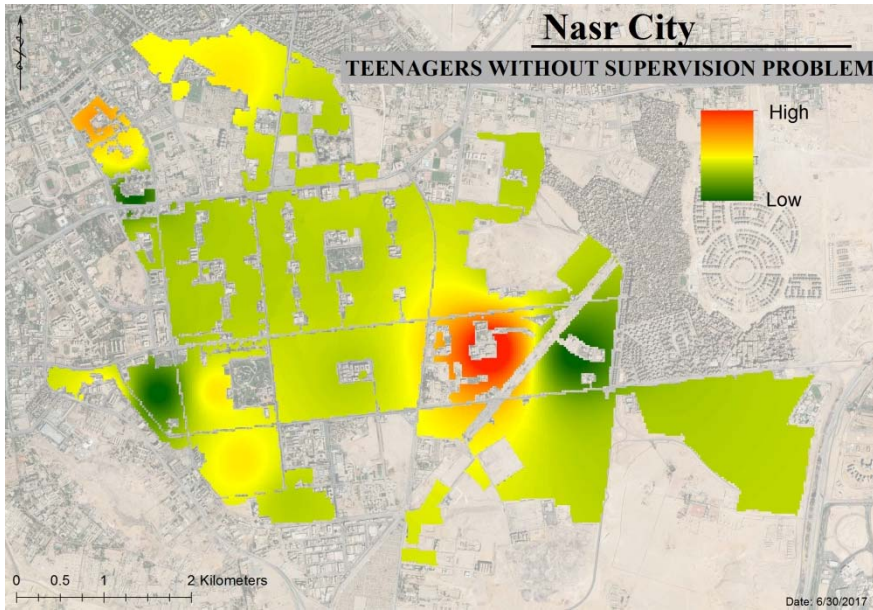 Nasr City
TEENAGERS WITHOUT SUPERVISION PROBLEM
High
Low
0 0.5 1 2 Kilometers
Date: 6/30/2017